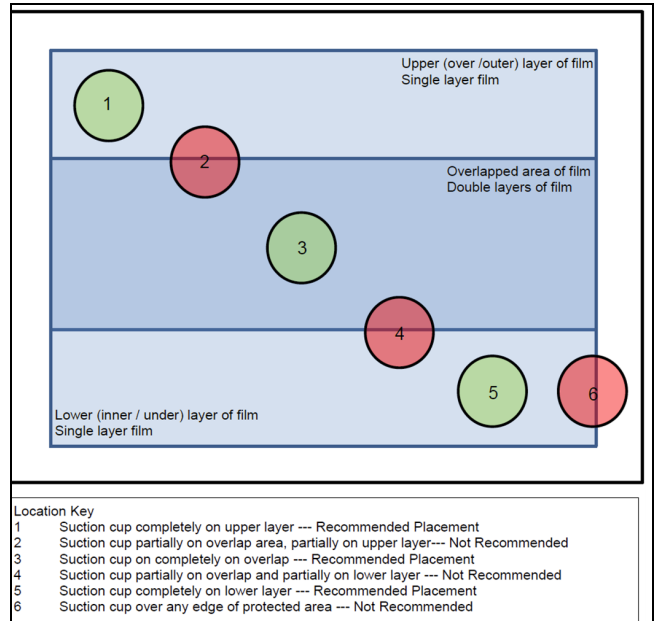 Upper (over /outer) layer of film
Single layer film
1
2
Overlapped area of film
Double layers of film
3
4
5
6
Lower (inner / under) layer of film
Single layer film
Location Key
1 Suction cup completely on upper layer --- Recommended Placement
2 Suction cup partially on overlap area, partially on upper layer--- Not Recommended
3 Suction cup on completely on overlap --- Recommended Placement
4 Suction cup partially on overlap and partially on lower layer --- Not Recommended
5 Suction cup completely on lower layer --- Recommended Placement
6 Suction cup over any edge of protected area --- Not Recommended